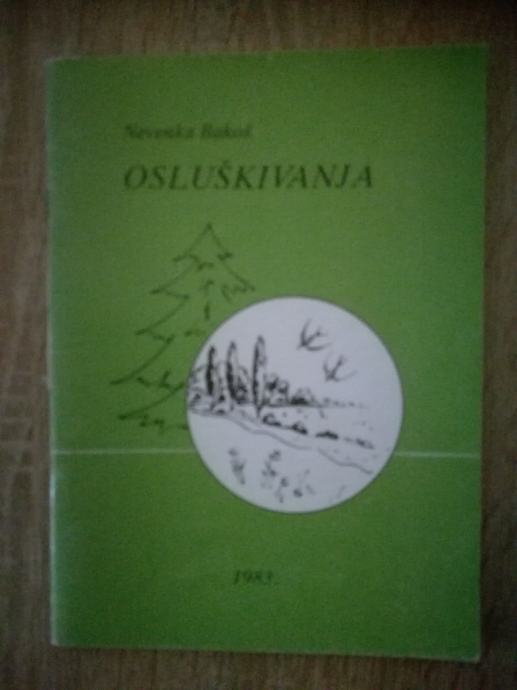 Nevenka Bakoš
OSLUŠKIVANJA
1983.